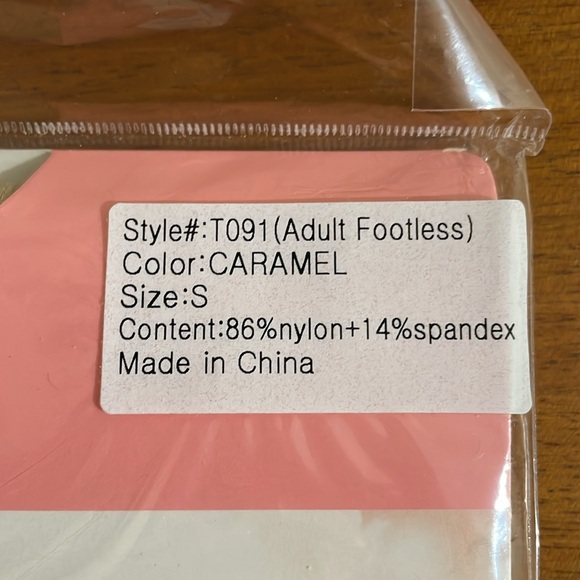 Style#:T091(Adult Footless)
Color:CARAMEL
Size:S
Content:86%nylon+14%spandex
Made in China